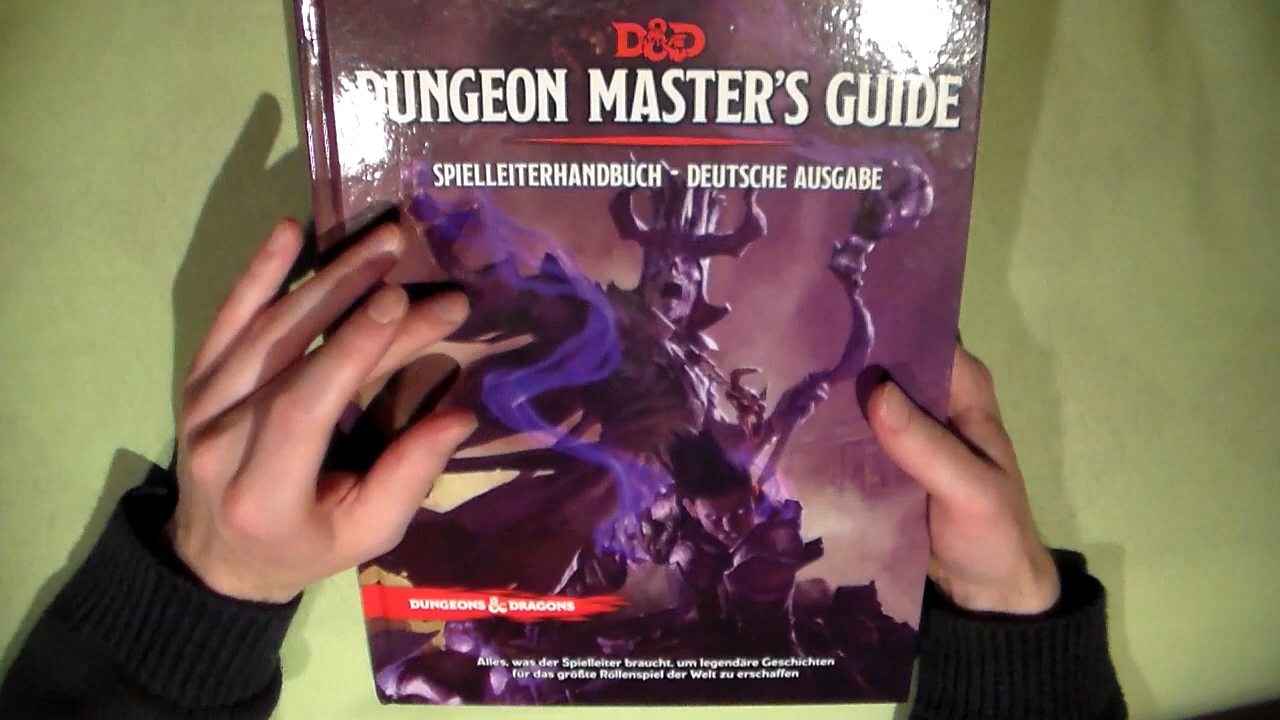 D&D
DUNGEON MASTER'S GUIDE
SPIELLEITERHANDBUCH - DEUTSCHE AUSGABE
DUNGEONS & DRAGONS
Alles, was der Spielleiter braucht, um legendäre Geschichten
für das größte Rollenspiel der Welt zu erschaffen